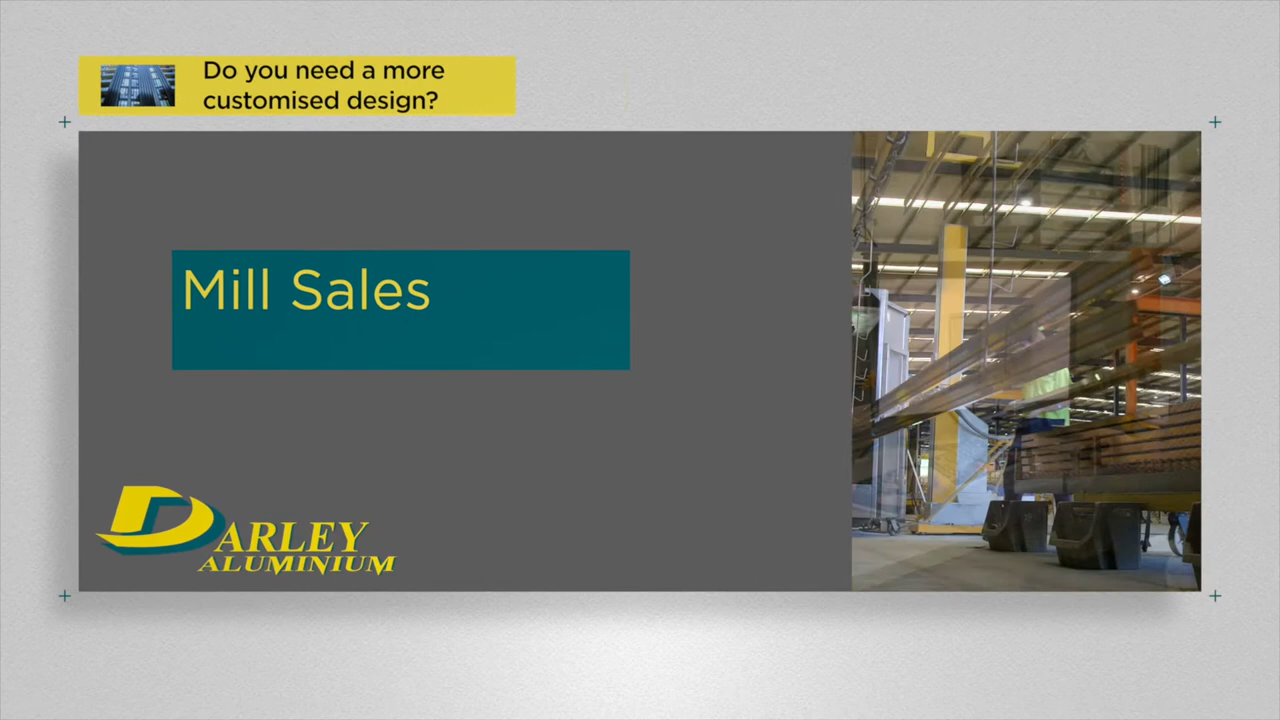 Do you need a more
customised design?
Mill Sales
DARLEY
ALUMINIUM